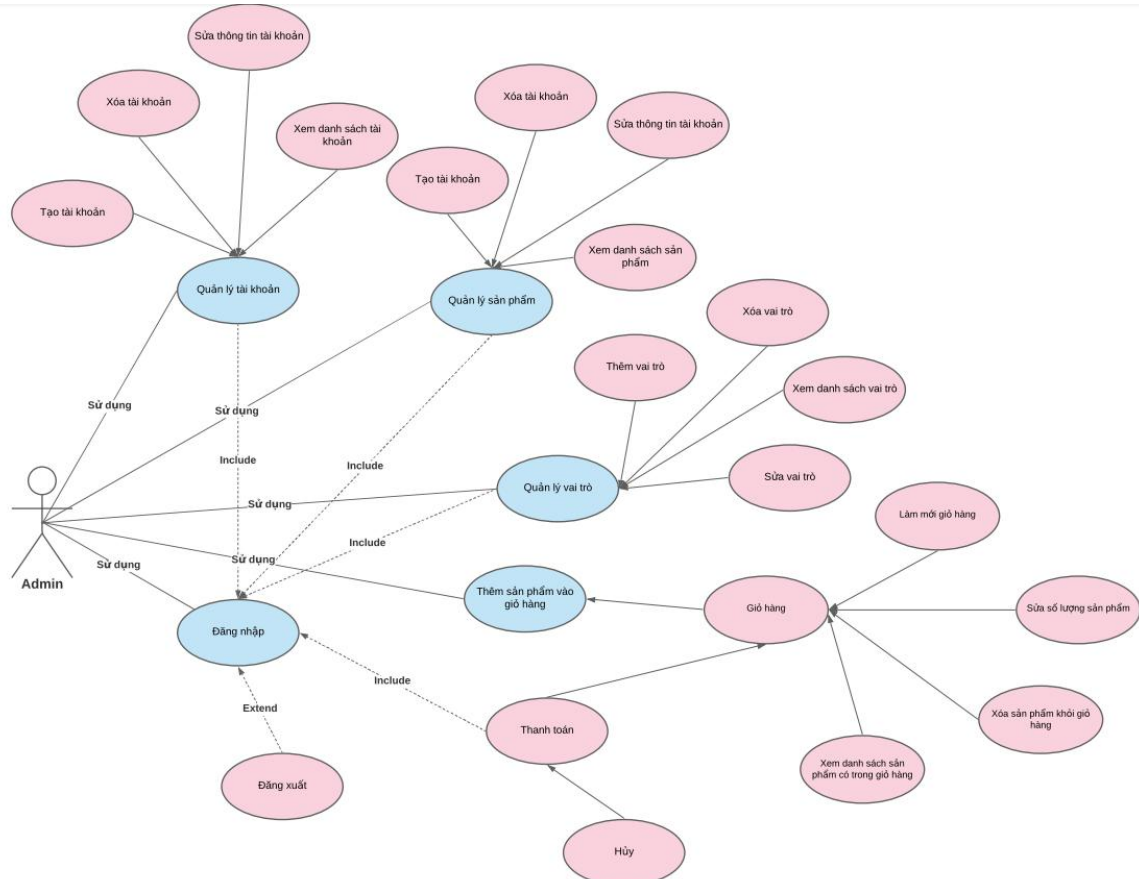 Sửa thông tin tài khoản
Xóa tài khoản
Xem danh sách tài
khoản
Tạo tài khoản
Quản lý tài khoản
Xóa tài khoản
Sửa thông tin tài khoản
Tạo tài khoản
Xem danh sách sản
phẩm
Quản lý sản phẩm
Xóa vai trò
Thêm vai trò
Xem danh sách vai trò
Sửa vai trò
Quản lý vai trò
Sử dụng
Sử dụng
Include
Include
Sử dụng
Include
Sử dụng
Sử dụng
Admin
Làm mới giỏ hàng
Thêm sản phẩm vào
giỏ hàng
Giỏ hàng
Sửa số lượng sản phẩm
Đăng nhập
Include
Extend
Thanh toán
Xóa sản phẩm khỏi giỏ
hàng
Xem danh sách sản
phẩm có trong giỏ hàng
Đăng xuất
Hủy